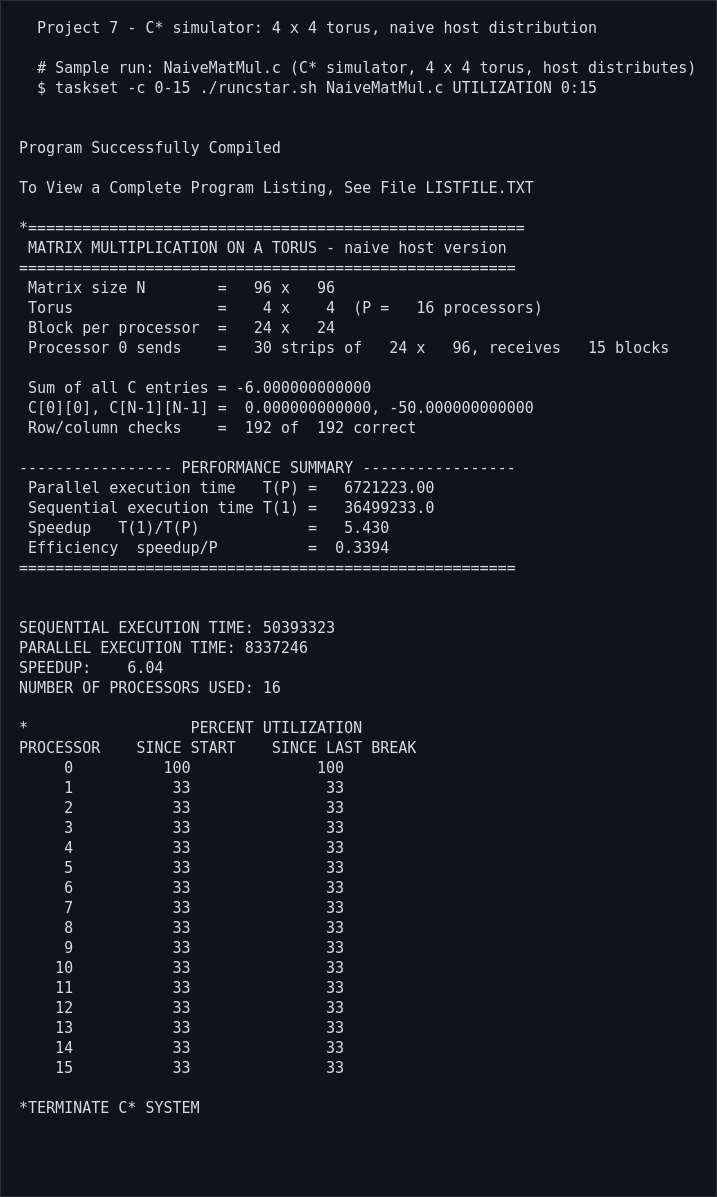 Project 7 - C* simulator: 4 x 4 torus, naive host distribution
# Sample run: NaiveMatMul.c (C* simulator, 4 x 4 torus, host distributes)
$ taskset -c 0-15 ./runcstar.sh NaiveMatMul.c UTILIZATION 0:15
Program Successfully Compiled
To View a Complete Program Listing, See File LISTFILE.TXT
*=======================================================
MATRIX MULTIPLICATION ON A TORUS - naive host version
=======================================================
Matrix size N        =   96 x   96
Torus                =    4 x    4  (P =   16 processors)
Block per processor  =   24 x   24
Processor 0 sends    =   30 strips of   24 x   96, receives   15 blocks
Sum of all C entries = -6.000000000000
C[0][0], C[N-1][N-1] =  0.000000000000, -50.000000000000
Row/column checks    =  192 of  192 correct
----------------- PERFORMANCE SUMMARY -----------------
Parallel execution time   T(P) =   6721223.00
Sequential execution time T(1) =   36499233.0
Speedup   T(1)/T(P)            =   5.430
Efficiency  speedup/P          =  0.3394
=======================================================
SEQUENTIAL EXECUTION TIME: 50393323
PARALLEL EXECUTION TIME: 8337246
SPEEDUP:    6.04
NUMBER OF PROCESSORS USED: 16
*                  PERCENT UTILIZATION
PROCESSOR    SINCE START    SINCE LAST BREAK
0          100              100
1           33               33
2           33               33
3           33               33
4           33               33
5           33               33
6           33               33
7           33               33
8           33               33
9           33               33
10           33               33
11           33               33
12           33               33
13           33               33
14           33               33
15           33               33
*TERMINATE C* SYSTEM